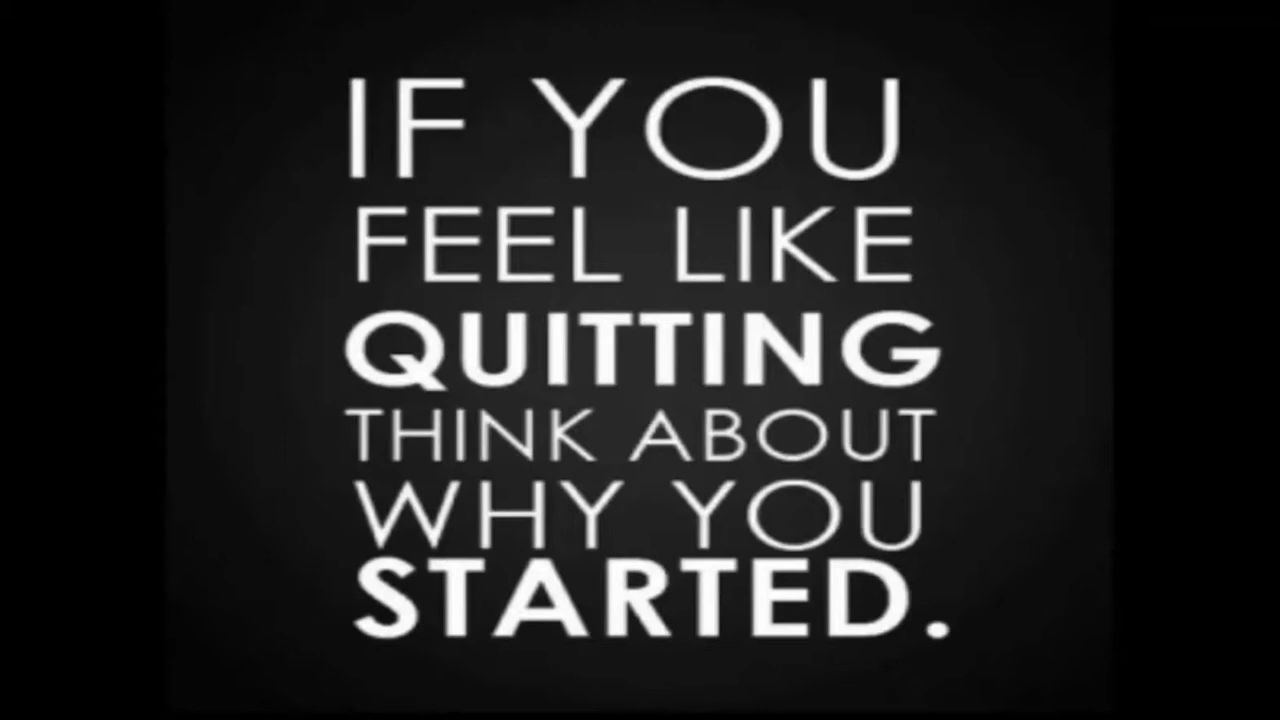 IF YOU
FEEL LIKE
QUITTING
THINK ABOUT
WHY YOU
STARTED.